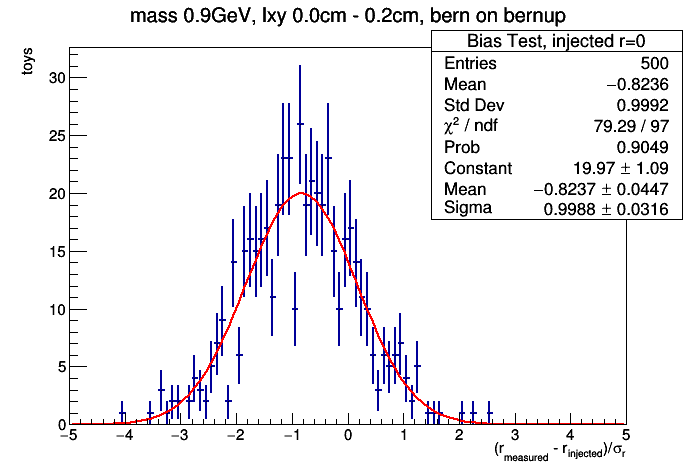 mass 0.9GeV, lxy 0.0cm - 0.2cm, bern on bernup
toys
Bias Test, injected r=0
Entries 500
Mean −0.8236
Std Dev 0.9992
χ² / ndf 79.29 / 97
Prob 0.9049
Constant 19.97 ± 1.09
Mean −0.8237 ± 0.0447
Sigma 0.9988 ± 0.0316
30
25
20
15
10
5
0
−5 −4 −3 −2 −1 0 1 2 3 4 5
(r_measured - r_injected)/σ_r